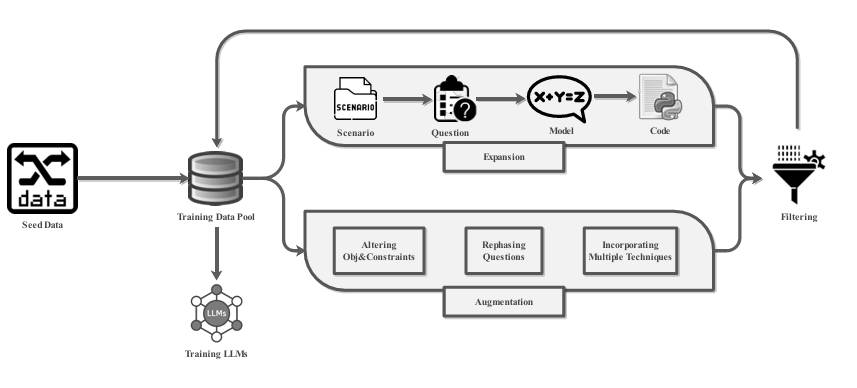 SCENARIO
X+Y=Z
Scenario
Question
Model
Code
Expansion
data
Seed Data
Training Data Pool
Filtering
Altering
Obj&Constraints
Rephasing
Questions
Incorporating
Multiple Techniques
Augmentation
LLMs
Training LLMs